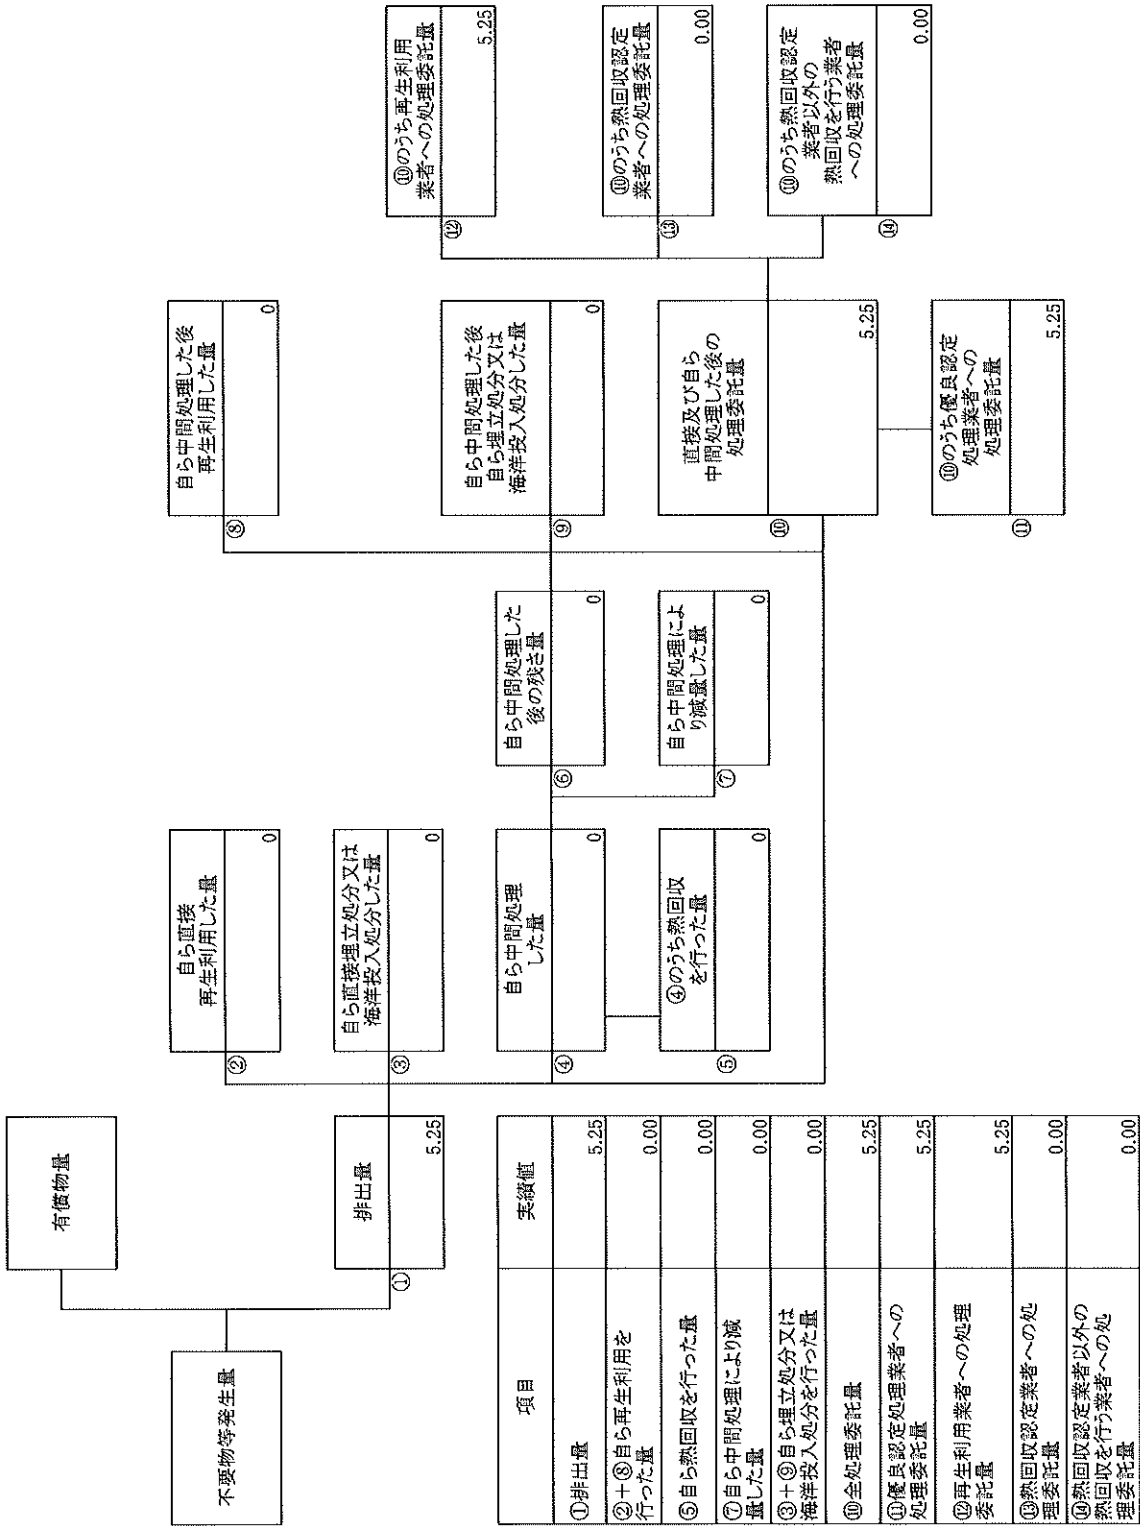 不要物等発生量
有償物量
排出量
①
5.25
自ら直接
再生利用した量
②
0
自ら直接埋立処分又は
海洋投入処分した量
③
0
自ら中間処理
した量
④
0
④のうち熱回収
を行った量
⑤
0
自ら中間処理した
後の残さ量
⑥
0
自ら中間処理によ
り減量した量
⑦
0
自ら中間処理した後
再生利用した量
⑧
0
自ら中間処理した後
自ら埋立処分又は
海洋投入処分した量
⑨
0
直接及び自ら
中間処理した後の
処理委託量
⑩
5.25
⑩のうち優良認定
処理業者への
処理委託量
⑪
5.25
⑩のうち再生利用
業者への処理委託量
⑫
5.25
⑩のうち熱回収認定
業者への処理委託量
⑬
0.00
⑩のうち熱回収認定
業者以外の
熱回収を行う業者
への処理委託量
⑭
0.00
項目
実績値
①排出量
5.25
②+⑧自ら再生利用を
行った量
0.00
⑤自ら熱回収を行った量
0.00
⑦自ら中間処理により減
量した量
0.00
③+⑨自ら埋立処分又は
海洋投入処分を行った量
0.00
⑩全処理委託量
5.25
⑪優良認定処理業者への
処理委託量
5.25
⑫再生利用業者への処理
委託量
5.25
⑬熱回収認定業者への処
理委託量
0.00
⑭熱回収認定業者以外の
熱回収を行う業者への処
理委託量
0.00